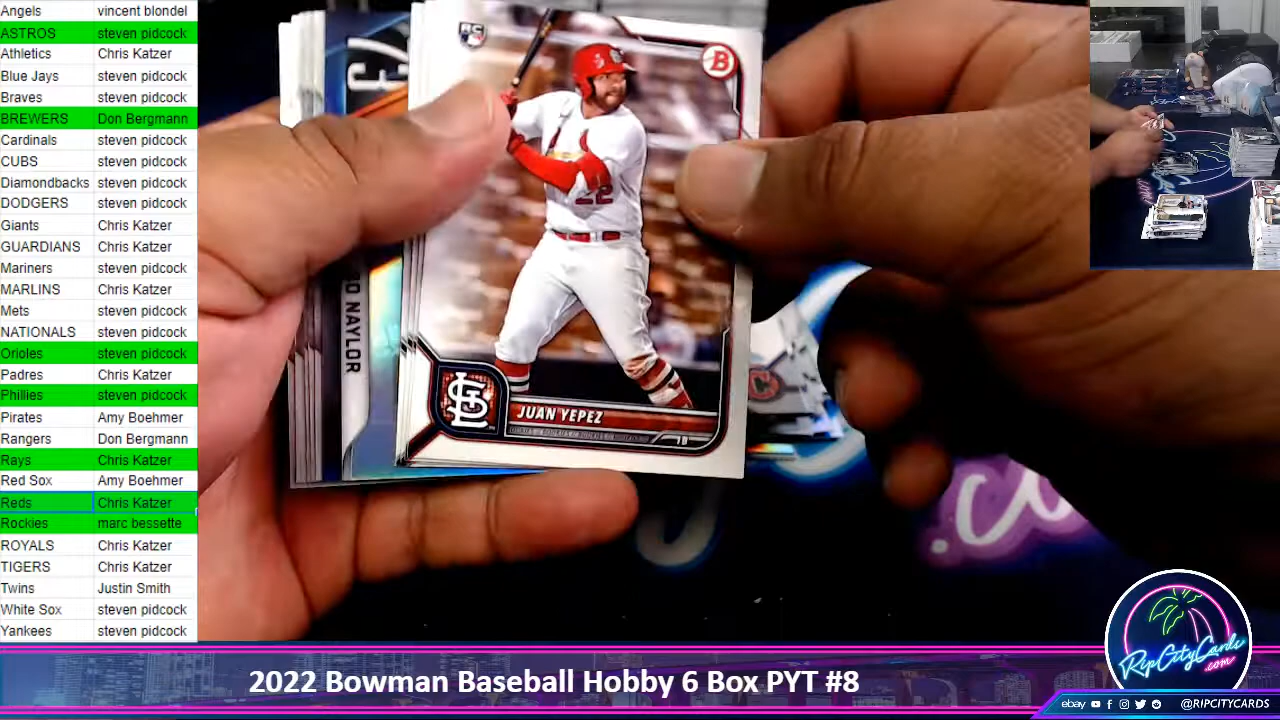 Angels vincent blondel
ASTROS steven pidcock
Athletics Chris Katzer
Blue Jays steven pidcock
Braves steven pidcock
BREWERS Don Bergmann
Cardinals steven pidcock
CUBS steven pidcock
Diamondbacks steven pidcock
DODGERS steven pidcock
Giants Chris Katzer
GUARDIANS Chris Katzer
Mariners steven pidcock
MARLINS Chris Katzer
Mets steven pidcock
NATIONALS steven pidcock
Orioles steven pidcock
Padres Chris Katzer
Phillies steven pidcock
Pirates Amy Boehmer
Rangers Don Bergmann
Rays Chris Katzer
Red Sox Amy Boehmer
Reds Chris Katzer
Rockies marc bessette
ROYALS Chris Katzer
TIGERS Chris Katzer
Twins Justin Smith
White Sox steven pidcock
Yankees steven pidcock
RC
B
22
NAYLOR
STL
JUAN YEPEZ
1B
RipCityCards
.com
2022 Bowman Baseball Hobby 6 Box PYT #8
ebay @RIPCITYCARDS